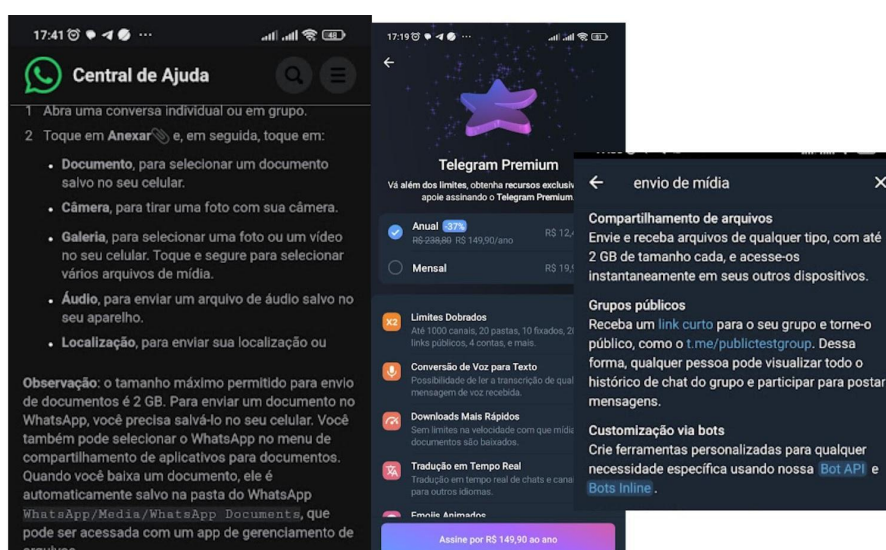 17:41
48
Central de Ajuda
1 Abra uma conversa individual ou em grupo.
2 Toque em Anexar e, em seguida, toque em:
• Documento, para selecionar um documento
salvo no seu celular.
• Câmera, para tirar uma foto com sua câmera.
• Galeria, para selecionar uma foto ou um vídeo
no seu celular. Toque e segure para selecionar
vários arquivos de mídia.
• Áudio, para enviar um arquivo de áudio salvo no
seu aparelho.
• Localização, para enviar sua localização ou
Observação: o tamanho máximo permitido para envio
de documentos é 2 GB. Para enviar um documento no
WhatsApp, você precisa salvá-lo no seu celular. Você
também pode selecionar o WhatsApp no menu de
compartilhamento de aplicativos para documentos.
Quando você baixa um documento, ele é
automaticamente salvo na pasta do WhatsApp
WhatsApp/Media/WhatsApp Documents, que
pode ser acessada com um app de gerenciamento de
17:19
Telegram Premium
Vá além dos limites, obtenha recursos
apoie assinando o Telegram Premium
Anual -37%
R$ 238,80 R$ 149,90/ano
Mensal
X2
Limites Dobrados
Até 1000 canais, 20 pastas, 10 fixados,
links públicos, 4 contas, e mais.
Conversão de Voz para Texto
Possibilidade de ler a transcrição de
mensagem de voz recebida.
Downloads Mais Rápidos
Sem limites na velocidade com que
documentos são baixados.
Tradução em Tempo Real
Tradução em tempo real de chats e
para outros idiomas.
Emojis Animados
Assine por R$ 149,90 ao ano
envio de mídia
Compartilhamento de arquivos
Envie e receba arquivos de qualquer tipo, com até
2 GB de tamanho cada, e acesse-os
instantaneamente em seus outros dispositivos.
Grupos públicos
Receba um link curto para o seu grupo e torne-o
público, como o t.me/publictestgroup. Dessa
forma, qualquer pessoa pode visualizar todo o
histórico de chat do grupo e participar para postar
mensagens.
Customização via bots
Crie ferramentas personalizadas para qualquer
necessidade específica usando nossa Bot API e
Bots Inline.